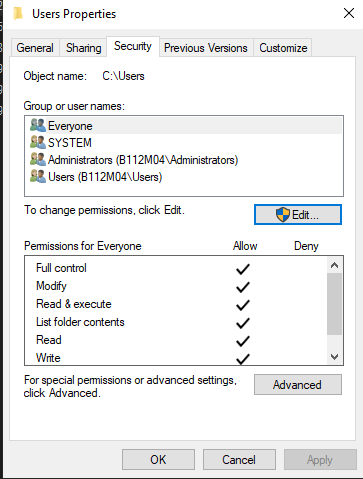 Users Properties
General
Sharing
Security
Previous Versions
Customize
Object name: C:\Users
Group or user names:
Everyone
SYSTEM
Administrators (B112M04\Administrators)
Users (B112M04\Users)
To change permissions, click Edit.
Edit...
Permissions for Everyone Allow Deny
Full control
Modify
Read & execute
List folder contents
Read
Write
For special permissions or advanced settings,
click Advanced.
Advanced
OK
Cancel
Apply